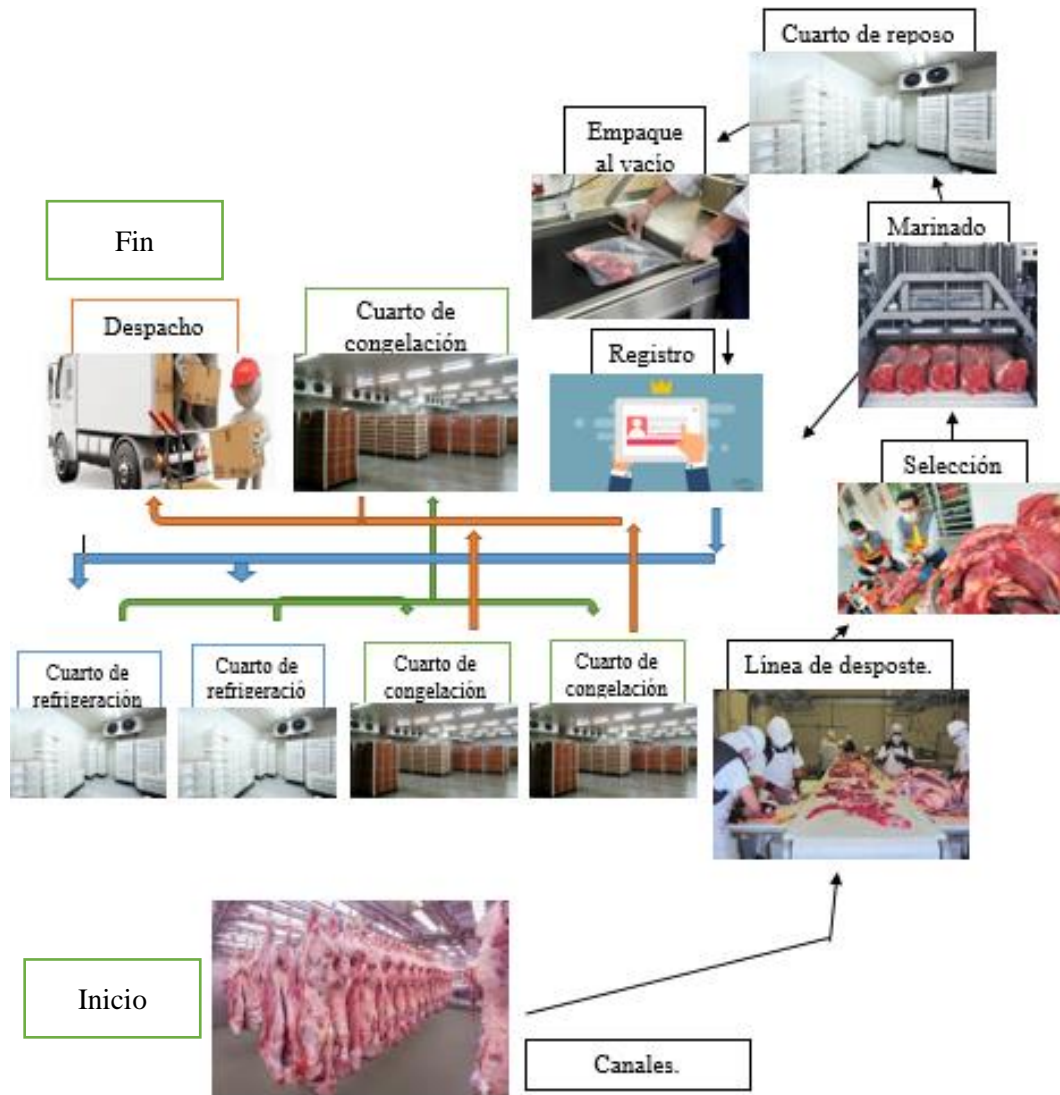 Cuarto de reposo
Empaque
al vacío
Marinado
Fin
Despacho
Cuarto de
congelación
Registro
Selección
Cuarto de
refrigeración
Cuarto de
refrigeració
Cuarto de
congelación
Cuarto de
congelación
Línea de desposte.
Inicio
Canales.